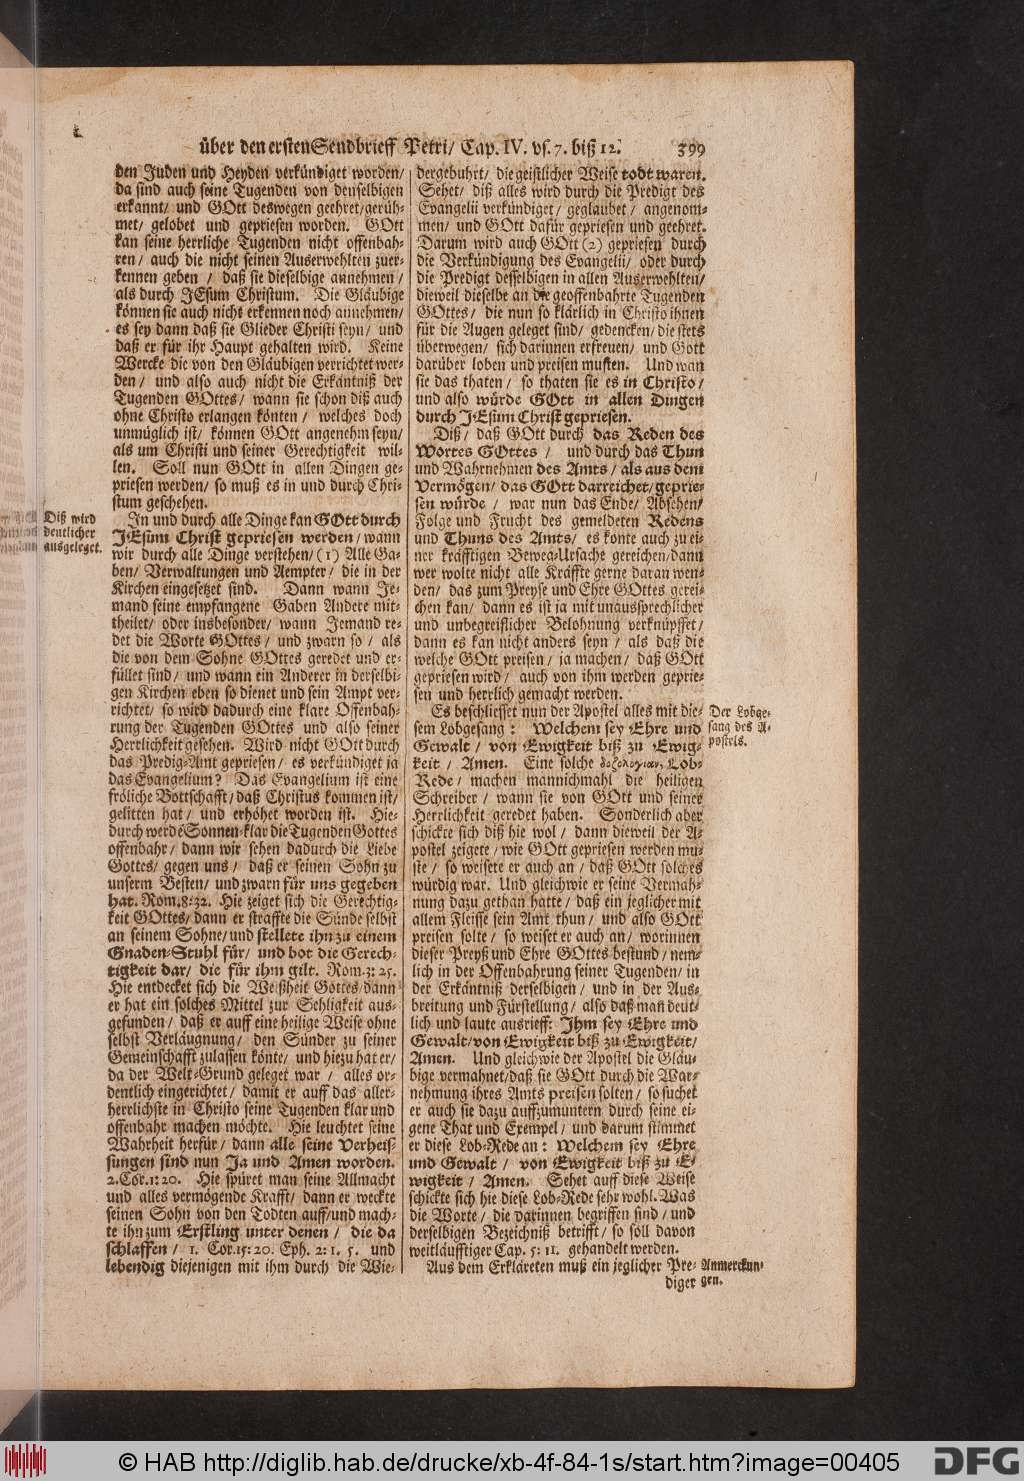 über den ersten Sendbrieff Petri/ Cap. IV. vs. 7. biß 12. 399
den Juden und Heyden verkündiget worden/
da sind auch seine Tugenden von denselbigen
erkannt/ und GOtt deswegen geehret/gerüh-
met/ gelobet und gepriesen worden. GOtt
kan seine herrliche Tugenden nicht offenbah-
ren/ auch die nicht seinen Auserwehlten zuer-
kennen geben / daß sie dieselbige annehmen/
als durch JEsum Christum. Die Gläubige
können sie auch nicht erkennen noch annehmen/
es sey dann daß sie Glieder Christi seyn/ und
daß er für ihr Haupt gehalten wird. Keine
Wercke die von den Gläubigen verrichtet wer-
den/ und also auch nicht die Erkäntniß der
Tugenden GOttes/ wann sie schon diß auch
ohne Christo erlangen könten/ welches doch
unmüglich ist/ können GOtt angenehm seyn/
als um Christi und seiner Gerechtigkeit wil-
len. Soll nun GOtt in allen Dingen ge-
priesen werden/ so muß es in und durch Chri-
stum geschehen.
Diß wird
deutlicher
ausgeleget.
In und durch alle Dinge kan GOtt durch
JEsum Christ gepriesen werden/ wann
wir durch alle Dinge verstehen/ (1) Alle Ga-
ben/ Verwaltungen und Aempter/ die in der
Kirchen eingesetzet sind. Dann wann Je-
mand seine empfangene Gaben Andere mit-
theilet/ oder insbesonder/ wann Jemand re-
det die Worte GOttes/ und zwarn so/ als
die von dem Sohne GOttes geredet und er-
füllet sind/ und wann ein Anderer in derselbi-
gen Kirchen eben so dienet und sein Ampt ver-
richtet/ so wird dadurch eine klare Offenbah-
rung der Tugenden GOttes und also seiner
Herrlichkeit gesehen. Wird nicht GOtt durch
das Predig-Amt gepriesen/ es verkündiget ja
das Evangelium? Das Evangelium ist eine
fröliche Bottschafft/ daß Christus kommen ist/
gelitten hat/ und erhöhet worden ist. Hie-
durch werdē Sonnen-klar die Tugenden Gottes
offenbahr/ dann wir sehen dadurch die Liebe
Gottes/ gegen uns/ daß er seinen Sohn zu
unserm Besten/ und zwarn für uns gegeben
hat. Rom. 8: 32. Hie zeiget sich die Gerechtig-
keit GOttes/ dann er straffte die Sünde selbst
an seinem Sohne/ und stellete ihn zu einem
Gnaden-Stuhl für/ und bot die Gerech-
tigkeit dar/ die für ihm gilt. Rom. 3: 25.
Hie entdecket sich die Weißheit Gottes/ dann
er hat ein solches Mittel zur Sehligkeit aus-
gefunden/ daß er auff eine heilige Weise ohne
selbst Verläugnung/ den Sünder zu seiner
Gemeinschafft zulassen könte/ und hiezu hat er/
da der Welt-Grund geleget war / alles or-
dentlich eingerichtet/ damit er auff das aller-
herrlichste in Christo seine Tugenden klar und
offenbahr machen möchte. Hie leuchtet seine
Wahrheit herfür/ dann alle seine Verheis-
sungen sind nun Ja und Amen worden.
2. Cor. 1: 20. Hie spüret man seine Allmacht
und alles vermögende Krafft/ dann er weckte
seinen Sohn von den Todten auff/ und mach-
te ihn zum Erstling unter denen/ die da
schlaffen/ 1. Cor. 15: 20. Eph. 2: 1. 5. und
lebendig diejenigen mit ihm durch die Wie-
dergebuhrt/ die geistlicher Weise todt waren.
Sehet/ diß alles wird durch die Predigt des
Evangelii verkündiget/ geglaubet/ angenom-
men/ und GOtt dafür gepriesen und geehret.
Darum wird auch GOtt (2) gepriesen durch
die Verkündigung des Evangelii/ oder durch
die Predigt desselbigen in allen Auserwehlten/
dieweil dieselbe an die geoffenbahrte Tugenden
GOttes/ die nun so klärlich in Christo ihnen
für die Augen geleget sind/ gedencken/ die stets
überwegen/ sich darinnen erfreuen/ und Gott
darüber loben und preisen musten. Und wan
sie das thaten/ so thaten sie es in Christo/
und also würde GOtt in allen Dingen
durch JEsum Christ gepriesen.
Diß/ daß GOtt durch das Reden des
Wortes GOttes / und durch das Thun
und Wahrnehmen des Amts/ als aus dem
Vermögen/ das GOtt darreichet/ geprie-
sen würde/ war nun das Ende/ Absehen/
Folge und Frucht des gemeldeten Redens
und Thuns des Amts/ es konte auch zu ei-
ner kräfftigen Beweg-Ursache gereichen/ dann
wer wolte nicht alle Kräffte gerne daran wen-
den/ das zum Preyse und Ehre GOttes gerei-
chen kan/ dann es ist ja mit unaussprechlicher
und unbegreiflicher Belohnung verknüpffet/
dann es kan nicht anders seyn/ als daß die
welche GOtt preisen/ ja machen/ daß GOtt
gepriesen wird/ auch von ihm werden geprie-
sen und herrlich gemacht werden.
Es beschliesset nun der Apostel alles mit die-
sem Lobgesang: Welchem sey Ehre und
Gewalt/ von Ewigkeit biß zu Ewig-
keit/ Amen. Eine solche δοξολογίαν, Lob-
Rede/ machen mannichmahl die heiligen
Schreiber/ wann sie von GOtt und seiner
Herrlichkeit geredet haben. Sonderlich aber
schickte sich diß hie wol/ dann dieweil der A-
postel zeigete/ wie GOtt gepriesen werden mu-
ste/ so weisete er auch an/ daß GOtt solches
würdig war. Und gleichwie er seine Vermah-
nung dazu gethan hatte/ daß ein jeglicher mit
allem Fleisse sein Amt thun/ und also GOtt
preisen solte/ so weiset er auch an/ worinnen
dieser Preyß und Ehre GOttes bestund/ nem-
lich in der Offenbahrung seiner Tugenden/ in
der Erkäntniß derselbigen/ und in der Aus-
breitung und Fürstellung/ also daß man deut-
lich und laute ausrieff: Ihm sey Ehre und
Gewalt/ von Ewigkeit biß zu Ewigkeit/
Amen. Und gleichwie der Apostel die Gläu-
bige vermahnet/ daß sie GOtt durch die War-
nehmung ihres Amts preisen solten/ so suchet
er auch sie dazu auffzumuntern durch seine ei-
gene That und Exempel/ und darum stimmet
er diese Lob-Rede an: Welchem sey Ehre
und Gewalt/ von Ewigkeit biß zu E-
wigkeit/ Amen. Sehet auff diese Weise
schickte sich hie diese Lob-Rede sehr wohl. Was
die Worte/ die darinnen begriffen sind/ und
derselbigen Bezeichniß betrifft/ so soll davon
weitläufftiger Cap. 5: 11. gehandelt werden.
Aus dem Erkläreten muß ein jeglicher Pre-
diger
Der Lobge-
sang des A-
postels.
Anmerckun-
gen.
© HAB http://diglib.hab.de/drucke/xb-4f-84-1s/start.htm?image=00405
DFG